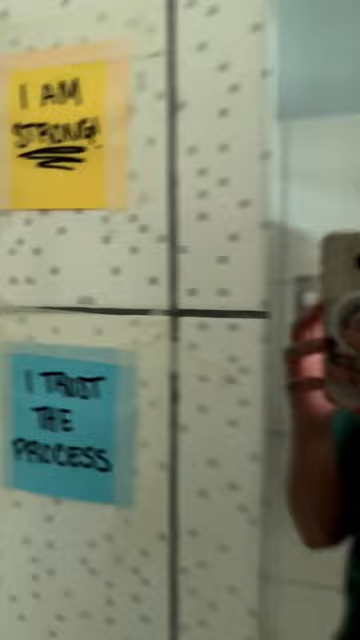 I AM
STRONG!
I TRUST
THE
PROCESS